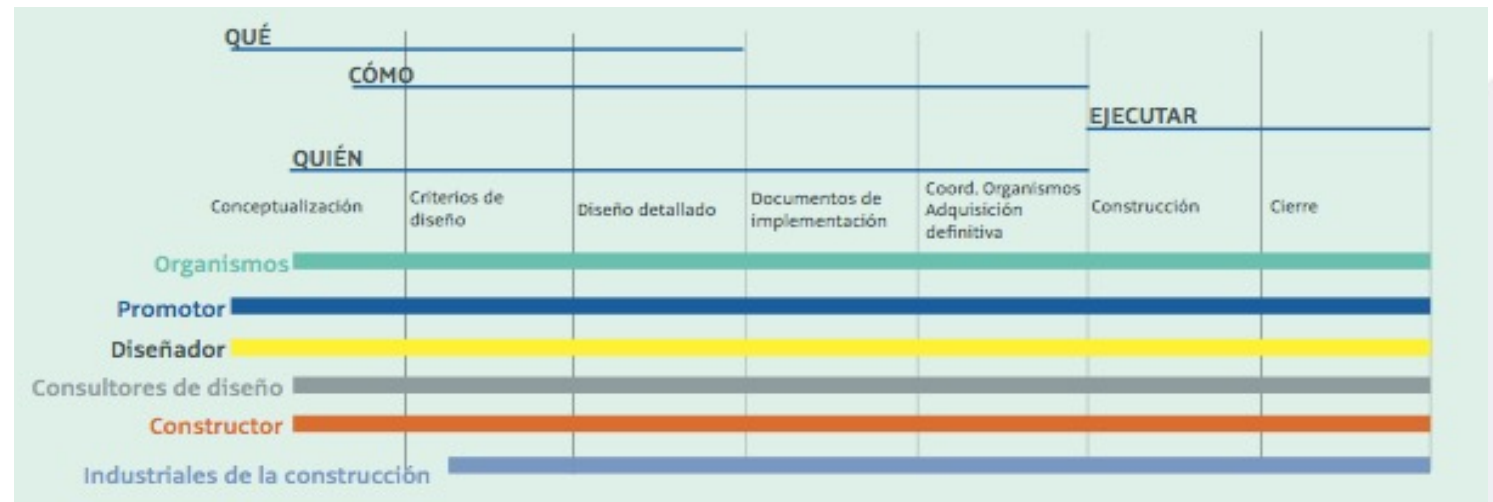 QUÉ
CÓMO
EJECUTAR
QUIÉN
Conceptualización
Criterios de
diseño
Diseño detallado
Documentos de
implementación
Coord. Organismos
Adquisición
definitiva
Construcción
Cierre
Organismos
Promotor
Diseñador
Consultores de diseño
Constructor
Industriales de la construcción